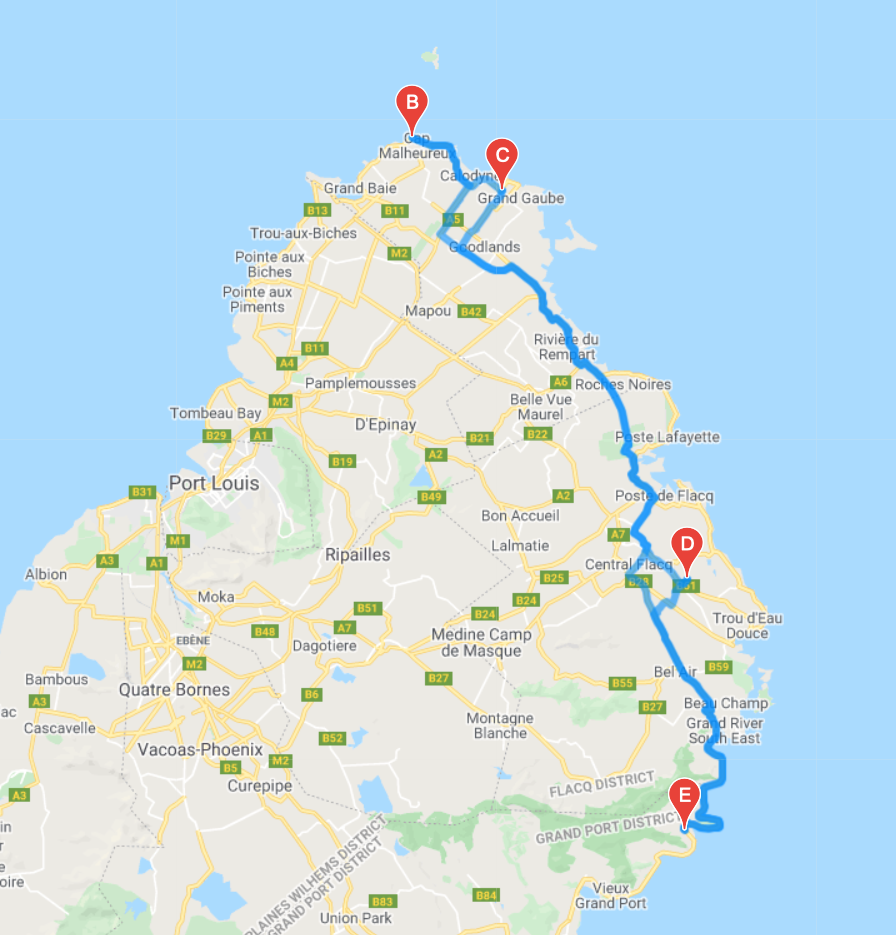 B
Cap
Malheureux
C
Calodyne
Grand Gaube
Grand Baie
B13
B11
A5
Trou-aux-Biches
M2
Goodlands
Pointe aux
Biches
Pointe aux
Piments
Mapou
B42
Rivière du
Rempart
B11
A4
Pamplemousses
A6
Roches Noires
M2
Belle Vue
Maurel
Tombeau Bay
D'Epinay
B29
A1
B21
B22
Poste Lafayette
A2
B19
Port Louis
B31
B49
A2
Poste de Flacq
Bon Accueil
M1
A7
D
Lalmatie
A3
A1
Ripailles
Central Flacq
Albion
B25
B28
Moka
B51
B24
B24
Trou d'Eau
Douce
EBÈNE
B48
A7
Medine Camp
de Masque
Dagotiere
M2
Bel Air
B59
Bambous
B27
B55
Quatre Bornes
B6
A3
B27
Beau Champ
ac
Montagne
Blanche
Grand River
South East
Cascavelle
B52
Vacoas-Phoenix
M2
B5
FLACQ DISTRICT
Curepipe
A3
E
GRAND PORT DISTRICT
in
r
PLAINES WILHEMS DISTRICT
GRAND PORT DISTRICT
e
oire
B83
B84
Vieux
Grand Port
Union Park